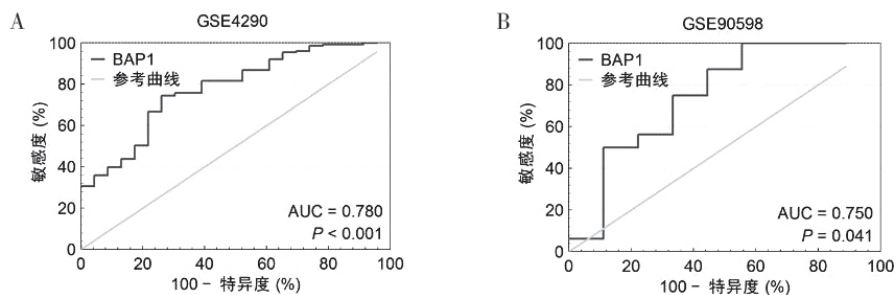 A
GSE4290
100
80
60
40
20
0
敏感度 (%)
BAP1
参考曲线
AUC = 0.780
P < 0.001
0 20 40 60 80 100
100 − 特异度 (%)
B
GSE90598
100
80
60
40
20
0
敏感度 (%)
BAP1
参考曲线
AUC = 0.750
P = 0.041
0 20 40 60 80 100
100 − 特异度 (%)